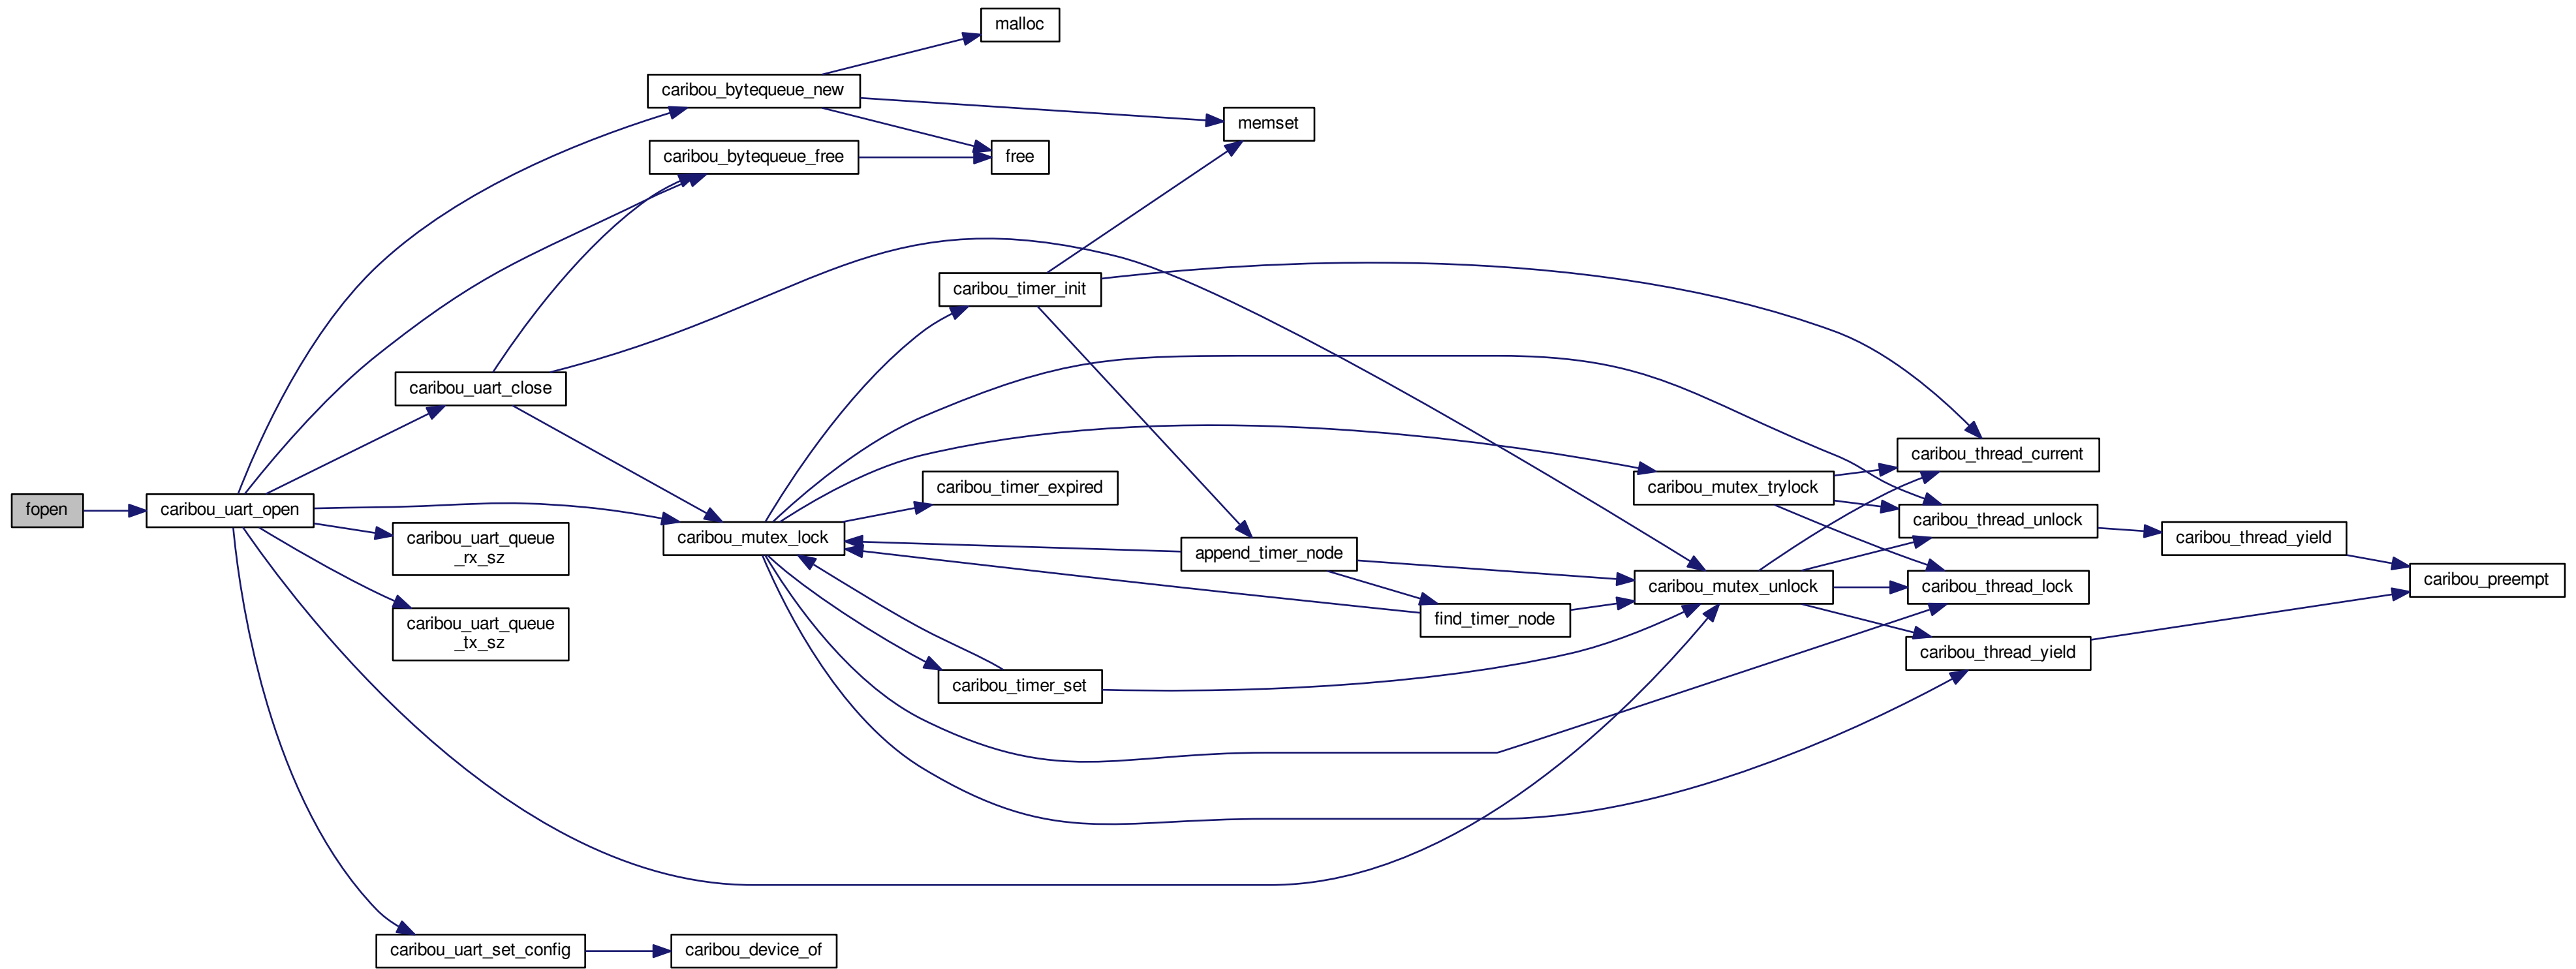 malloc
caribou_bytequeue_new
memset
caribou_bytequeue_free
free
caribou_timer_init
caribou_uart_close
caribou_thread_current
caribou_timer_expired
caribou_mutex_trylock
fopen
caribou_uart_open
caribou_thread_unlock
caribou_thread_yield
caribou_uart_queue
_rx_sz
caribou_mutex_lock
append_timer_node
caribou_mutex_unlock
caribou_thread_lock
caribou_preempt
find_timer_node
caribou_uart_queue
_tx_sz
caribou_thread_yield
caribou_timer_set
caribou_uart_set_config
caribou_device_of